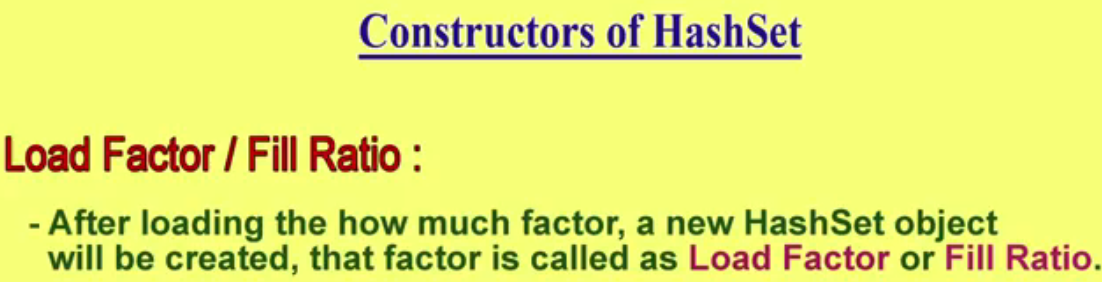 Constructors of HashSet
Load Factor / Fill Ratio :
- After loading the how much factor, a new HashSet object
will be created, that factor is called as Load Factor or Fill Ratio.